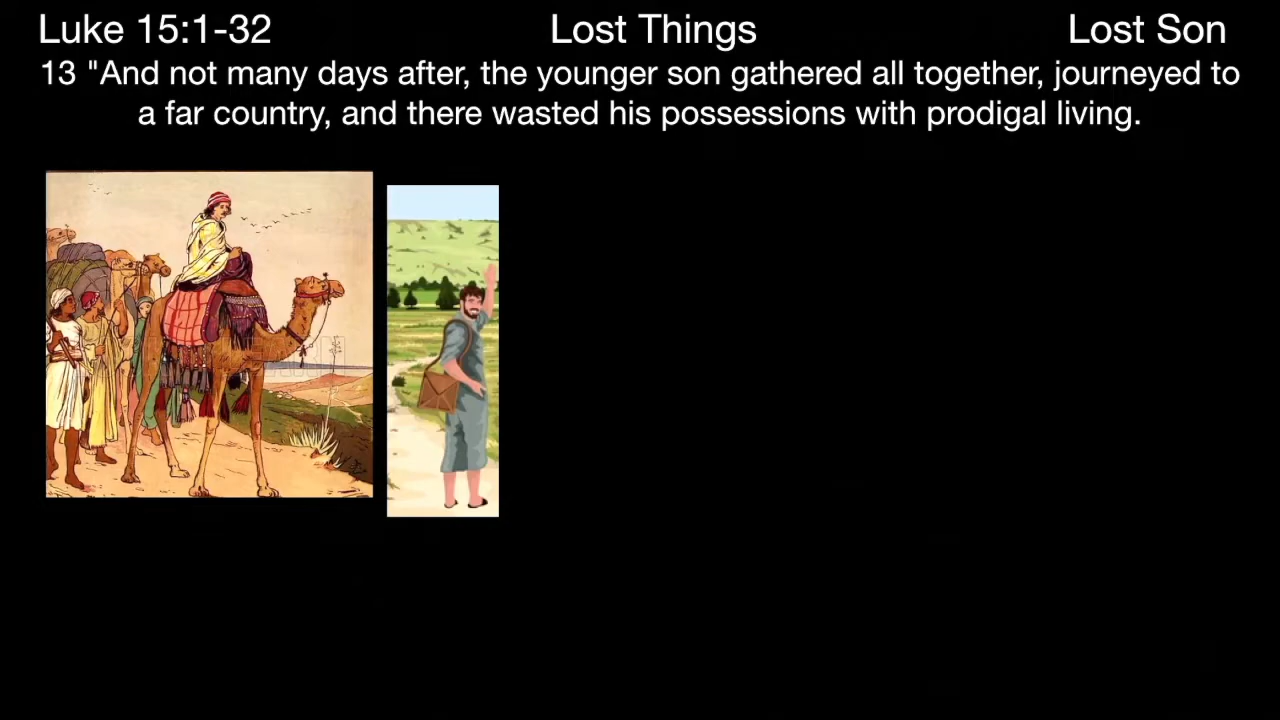 Luke 15:1-32 Lost Things Lost Son
13 "And not many days after, the younger son gathered all together, journeyed to
a far country, and there wasted his possessions with prodigal living.